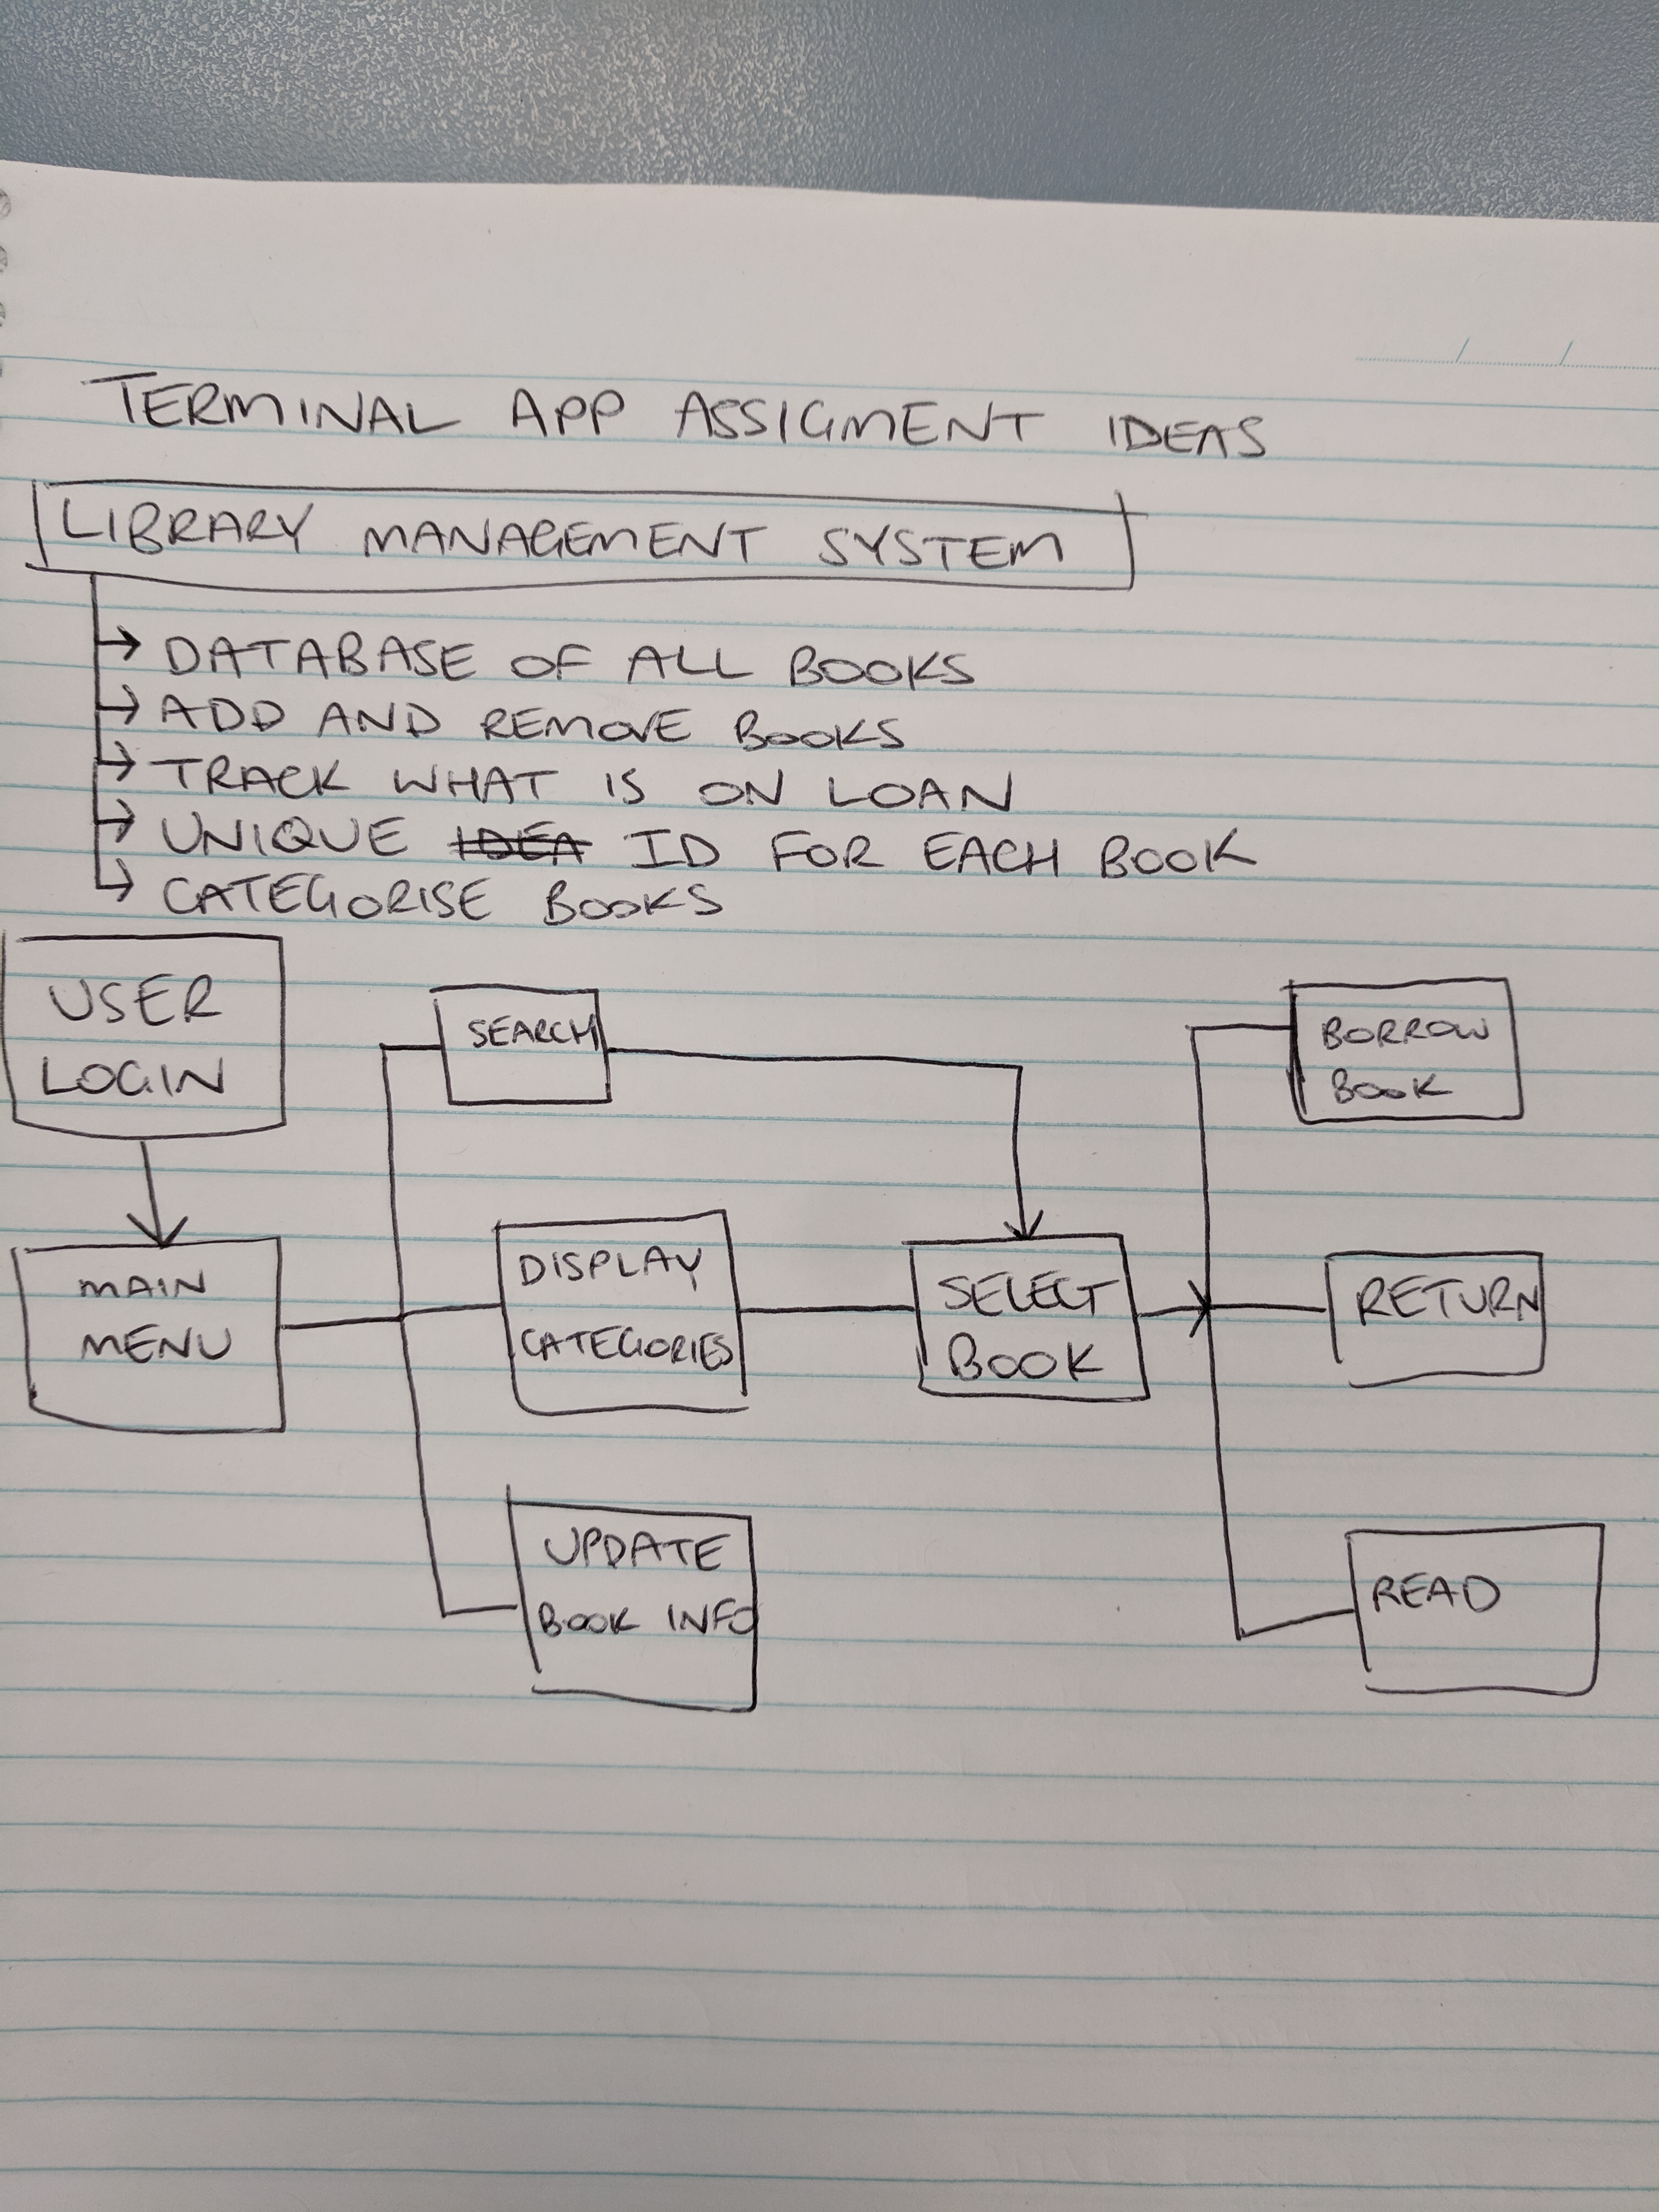 TERMINAL APP ASSIGMENT IDEAS
LIBRARY MANAGEMENT SYSTEM
DATABASE OF ALL BOOKS
ADD AND REMOVE BOOKS
TRACK WHAT IS ON LOAN
UNIQUE IDEA ID FOR EACH BOOK
CATEGORISE BOOKS
USER
LOGIN
SEARCH
BORROW
BOOK
MAIN
MENU
DISPLAY
CATEGORIES
SELECT
BOOK
RETURN
UPDATE
BOOK INFO
READ